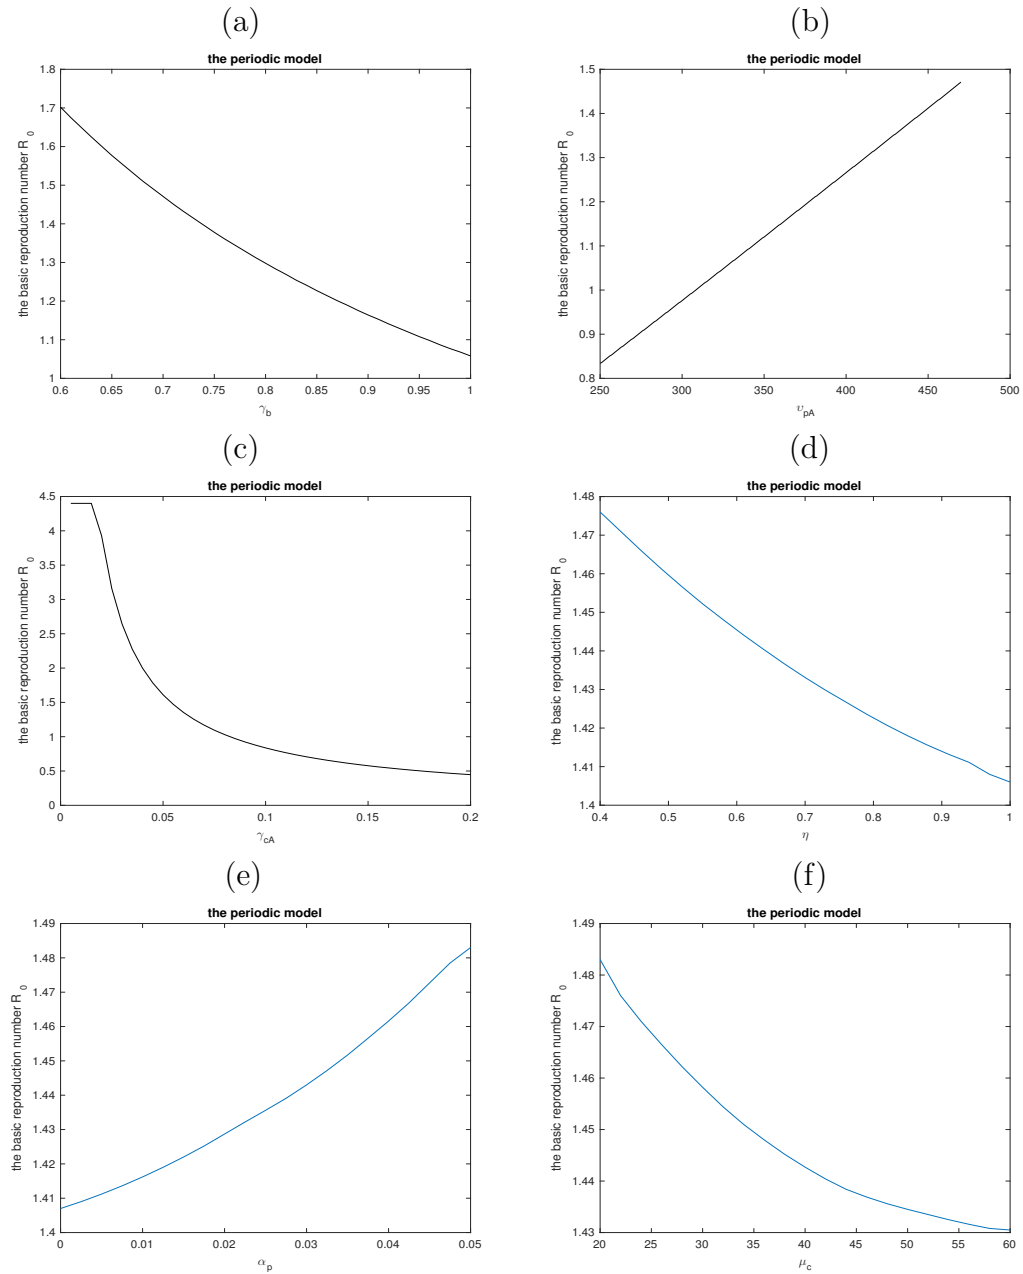 (a)
the periodic model
the basic reproduction number R0
1.8
1.7
1.6
1.5
1.4
1.3
1.2
1.1
1
0.6 0.65 0.7 0.75 0.8 0.85 0.9 0.95 1
γb
(b)
the periodic model
the basic reproduction number R0
1.5
1.4
1.3
1.2
1.1
1
0.9
0.8
250 300 350 400 450 500
υpA
(c)
the periodic model
the basic reproduction number R0
4.5
4
3.5
3
2.5
2
1.5
1
0.5
0
0 0.05 0.1 0.15 0.2
γcA
(d)
the periodic model
the basic reproduction number R0
1.48
1.47
1.46
1.45
1.44
1.43
1.42
1.41
1.4
0.4 0.5 0.6 0.7 0.8 0.9 1
η
(e)
the periodic model
the basic reproduction number R0
1.49
1.48
1.47
1.46
1.45
1.44
1.43
1.42
1.41
1.4
0 0.01 0.02 0.03 0.04 0.05
αp
(f)
the periodic model
the basic reproduction number R0
1.49
1.48
1.47
1.46
1.45
1.44
1.43
20 25 30 35 40 45 50 55 60
μc